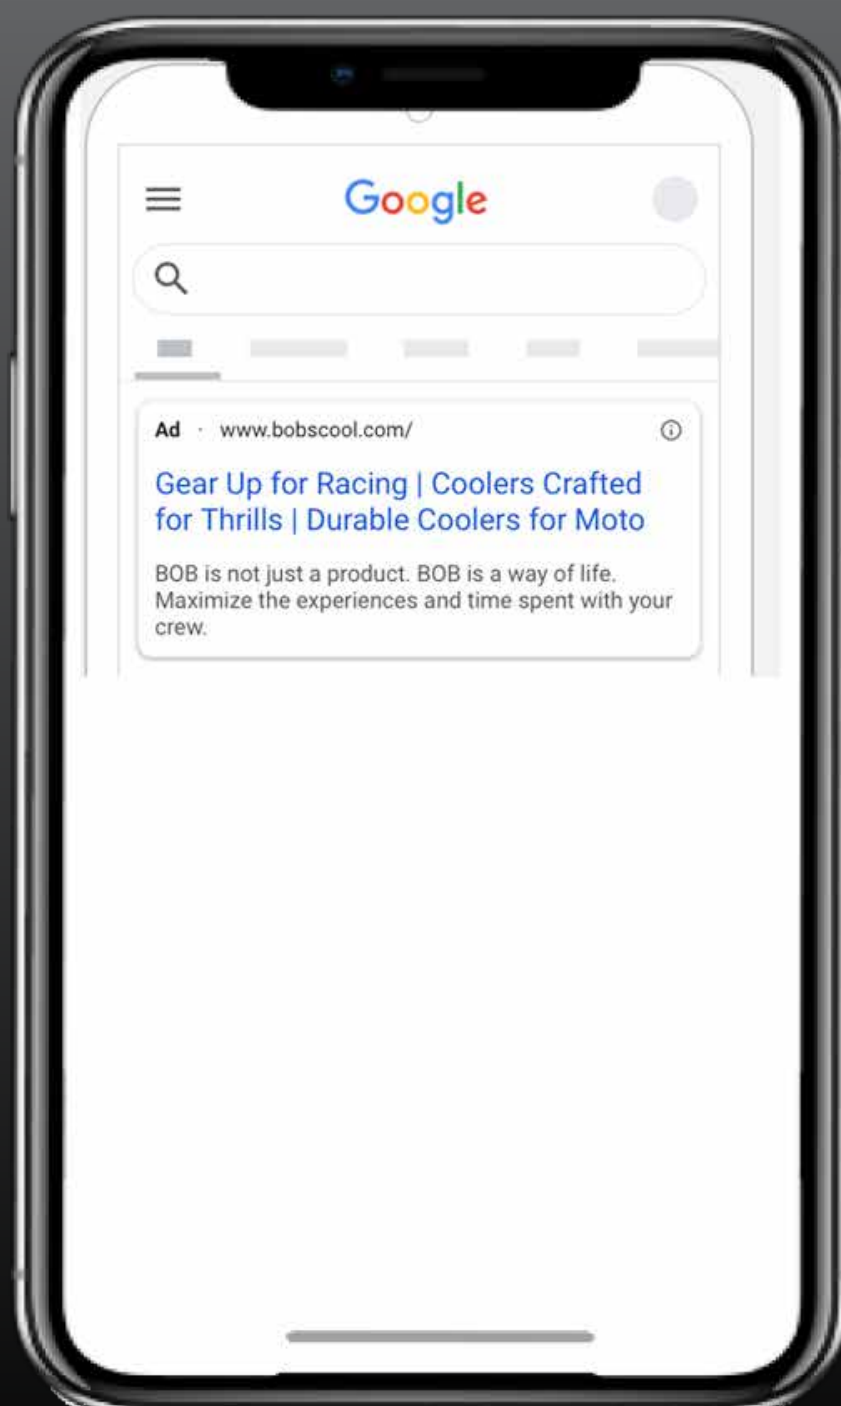 Google
Ad · www.bobscool.com/
Gear Up for Racing | Coolers Crafted
for Thrills | Durable Coolers for Moto
BOB is not just a product. BOB is a way of life.
Maximize the experiences and time spent with your
crew.